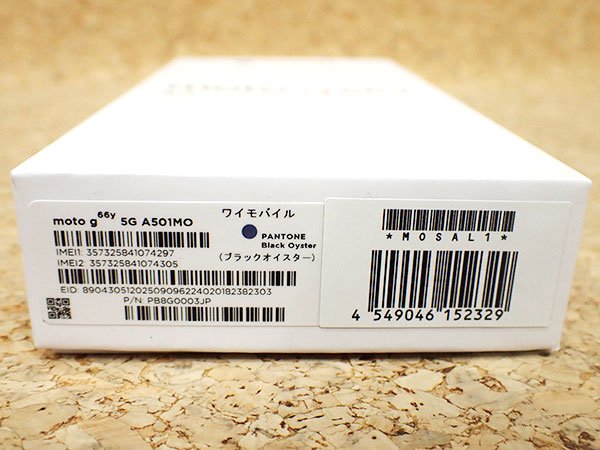 moto g66y 5G A501MO
ワイモバイル
PANTONE
Black Oyster
(ブラックオイスター)
IMEI1: 357325841074297
IMEI2: 357325841074305
EID: 89043051202509096224020182382303
P/N: PB8G0003JP
*MOSAL1*
4 549046 152329